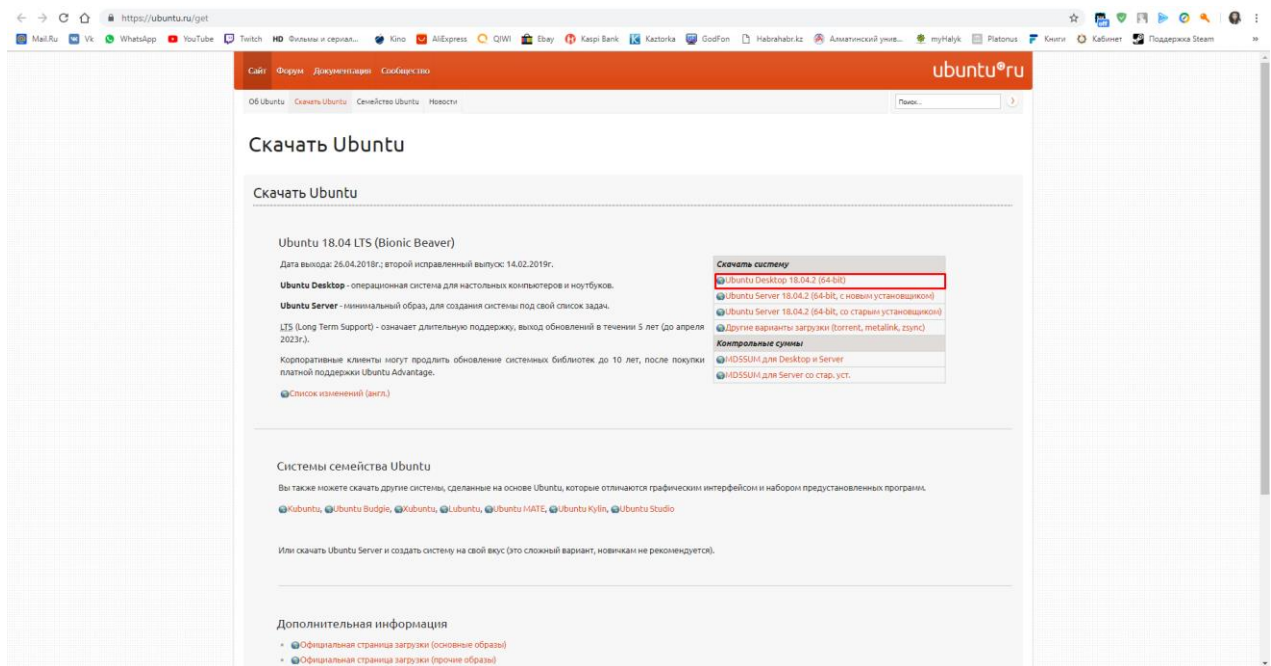 https://ubuntu.ru/get
Mail.Ru Vk WhatsApp YouTube Twitch HD Фильмы и сериал... Kino AliExpress QIWI Ebay Kaspi Bank Kaztorka GodFon Habrahabr.kz Алматинский унив... myHalyk Platonus Книги Кабинет Поддержка Steam »
Сайт Форум Документация Сообщество
ubuntu®ru
Об Ubuntu Скачать Ubuntu Семейство Ubuntu Новости
Поиск...
Скачать Ubuntu
Скачать Ubuntu
Ubuntu 18.04 LTS (Bionic Beaver)
Дата выхода: 26.04.2018г.; второй исправленный выпуск: 14.02.2019г.
Ubuntu Desktop - операционная система для настольных компьютеров и ноутбуков.
Ubuntu Server - минимальный образ, для создания системы под свой список задач.
LTS (Long Term Support) - означает длительную поддержку, выход обновлений в течении 5 лет (до апреля
2023г.).
Корпоративные клиенты могут продлить обновление системных библиотек до 10 лет, после покупки
платной поддержки Ubuntu Advantage.
Список изменений (англ.)
Скачать систему
Ubuntu Desktop 18.04.2 (64-bit)
Ubuntu Server 18.04.2 (64-bit, с новым установщиком)
Ubuntu Server 18.04.2 (64-bit, со старым установщиком)
Другие варианты загрузки (torrent, metalink, zsync)
Контрольные суммы
MD5SUM для Desktop и Server
MD5SUM для Server со стар. уст.
Системы семейства Ubuntu
Вы также можете скачать другие системы, сделанные на основе Ubuntu, которые отличаются графическим интерфейсом и набором предустановленных программ.
Kubuntu, Ubuntu Budgie, Xubuntu, Lubuntu, Ubuntu MATE, Ubuntu Kylin, Ubuntu Studio
Или скачать Ubuntu Server и создать систему на свой вкус (это сложный вариант, новичкам не рекомендуется).
Дополнительная информация
Официальная страница загрузки (основные образы)
Официальная страница загрузки (прочие образы)